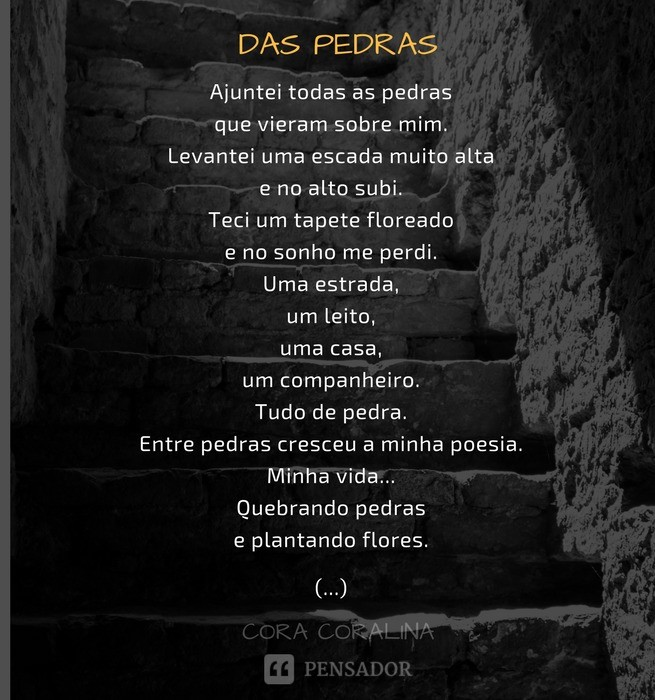 DAS PEDRAS
Ajuntei todas as pedras
que vieram sobre mim.
Levantei uma escada muito alta
e no alto subi.
Teci um tapete floreado
e no sonho me perdi.
Uma estrada,
um leito,
uma casa,
um companheiro.
Tudo de pedra.
Entre pedras cresceu a minha poesia.
Minha vida...
Quebrando pedras
e plantando flores.
(...)
CORA CORALINA
PENSADOR